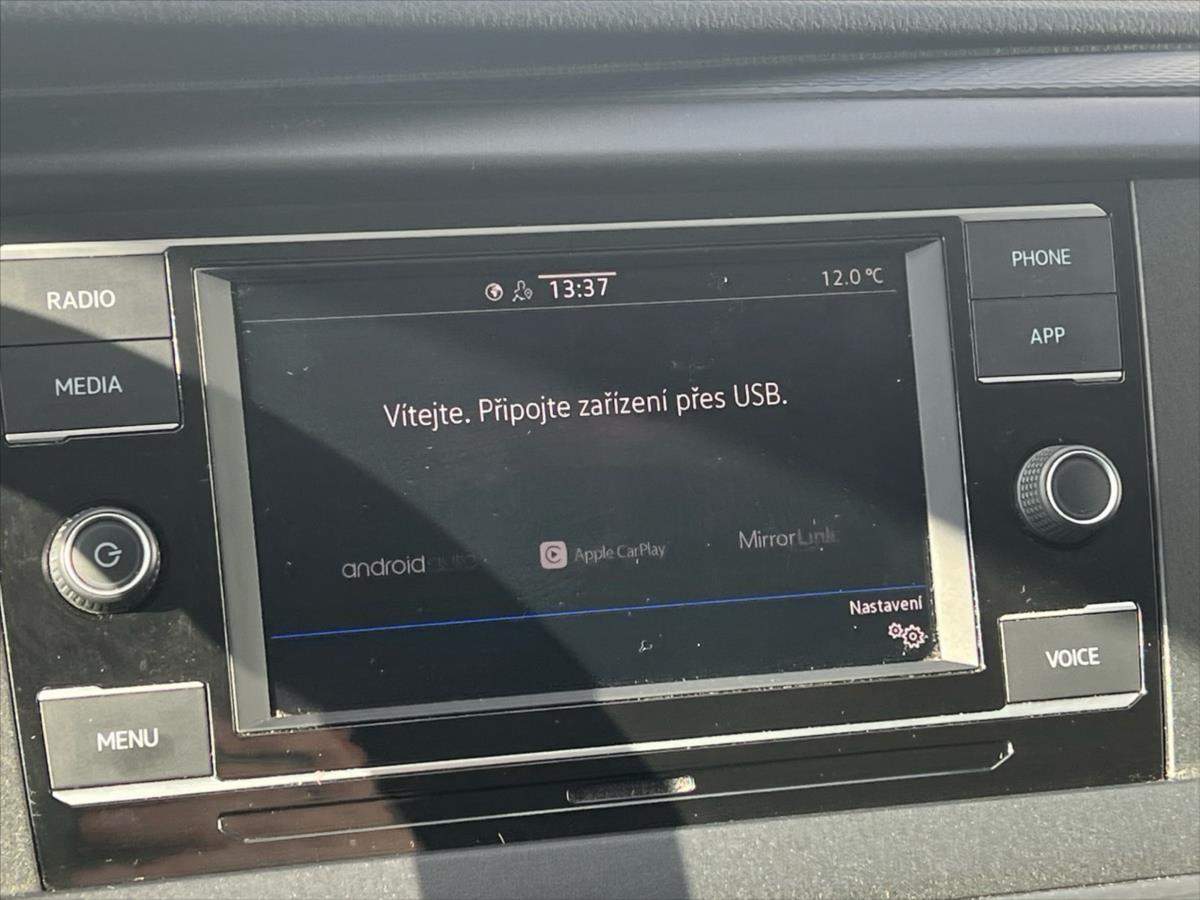 RADIO
MEDIA
MENU
13:37
12.0 °C
Vítejte. Připojte zařízení přes USB.
android auto
Apple CarPlay
MirrorLink
Nastavení
PHONE
APP
VOICE